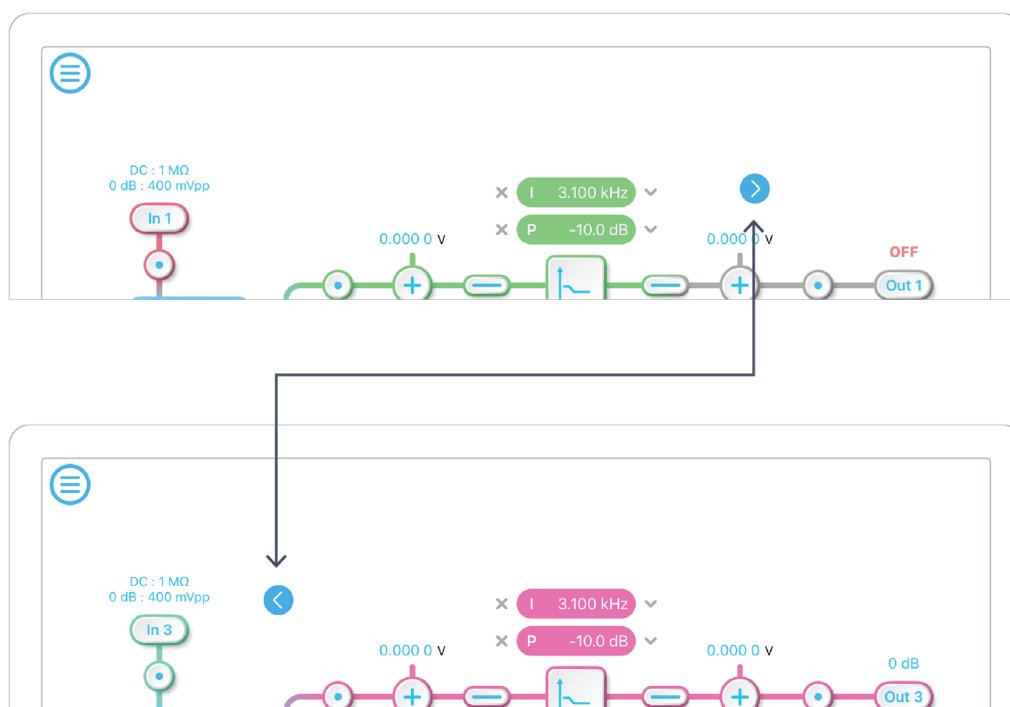 DC : 1 MΩ
0 dB : 400 mVpp
In 1
I 3.100 kHz
P -10.0 dB
0.000 0 V
0.000 0 V
OFF
Out 1
DC : 1 MΩ
0 dB : 400 mVpp
In 3
I 3.100 kHz
P -10.0 dB
0.000 0 V
0.000 0 V
0 dB
Out 3